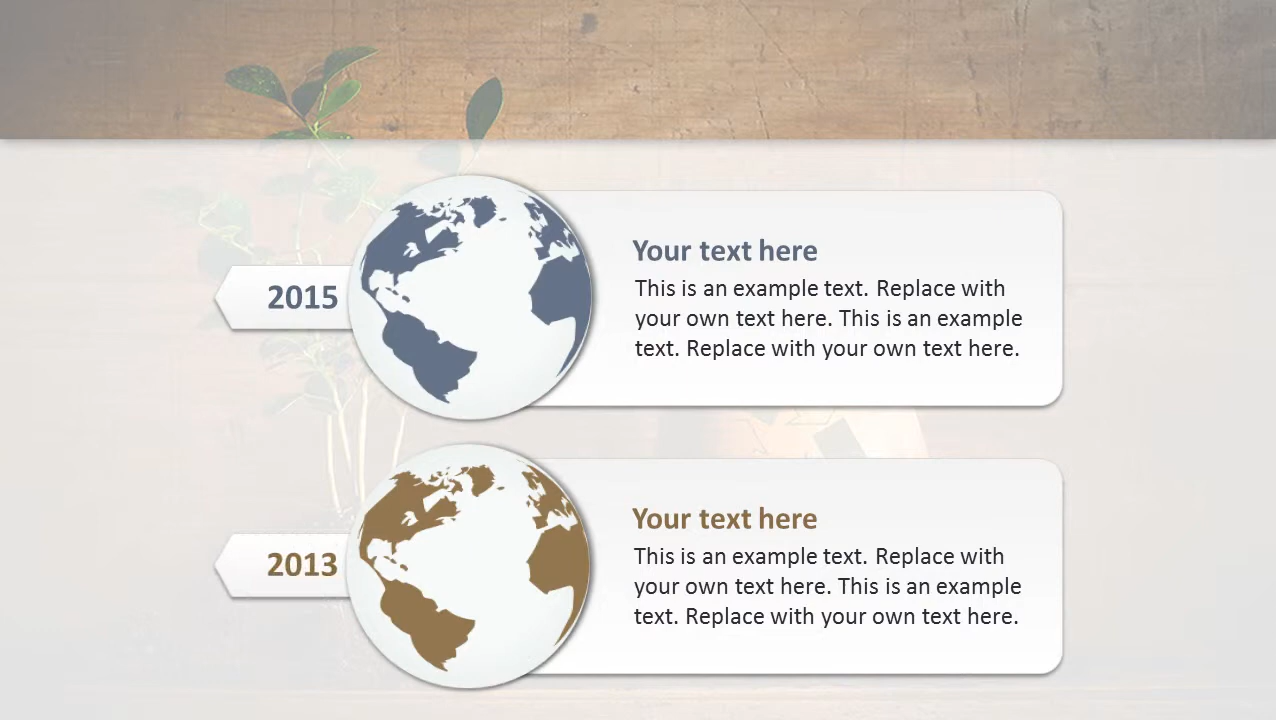 2015
Your text here
This is an example text. Replace with
your own text here. This is an example
text. Replace with your own text here.
2013
Your text here
This is an example text. Replace with
your own text here. This is an example
text. Replace with your own text here.